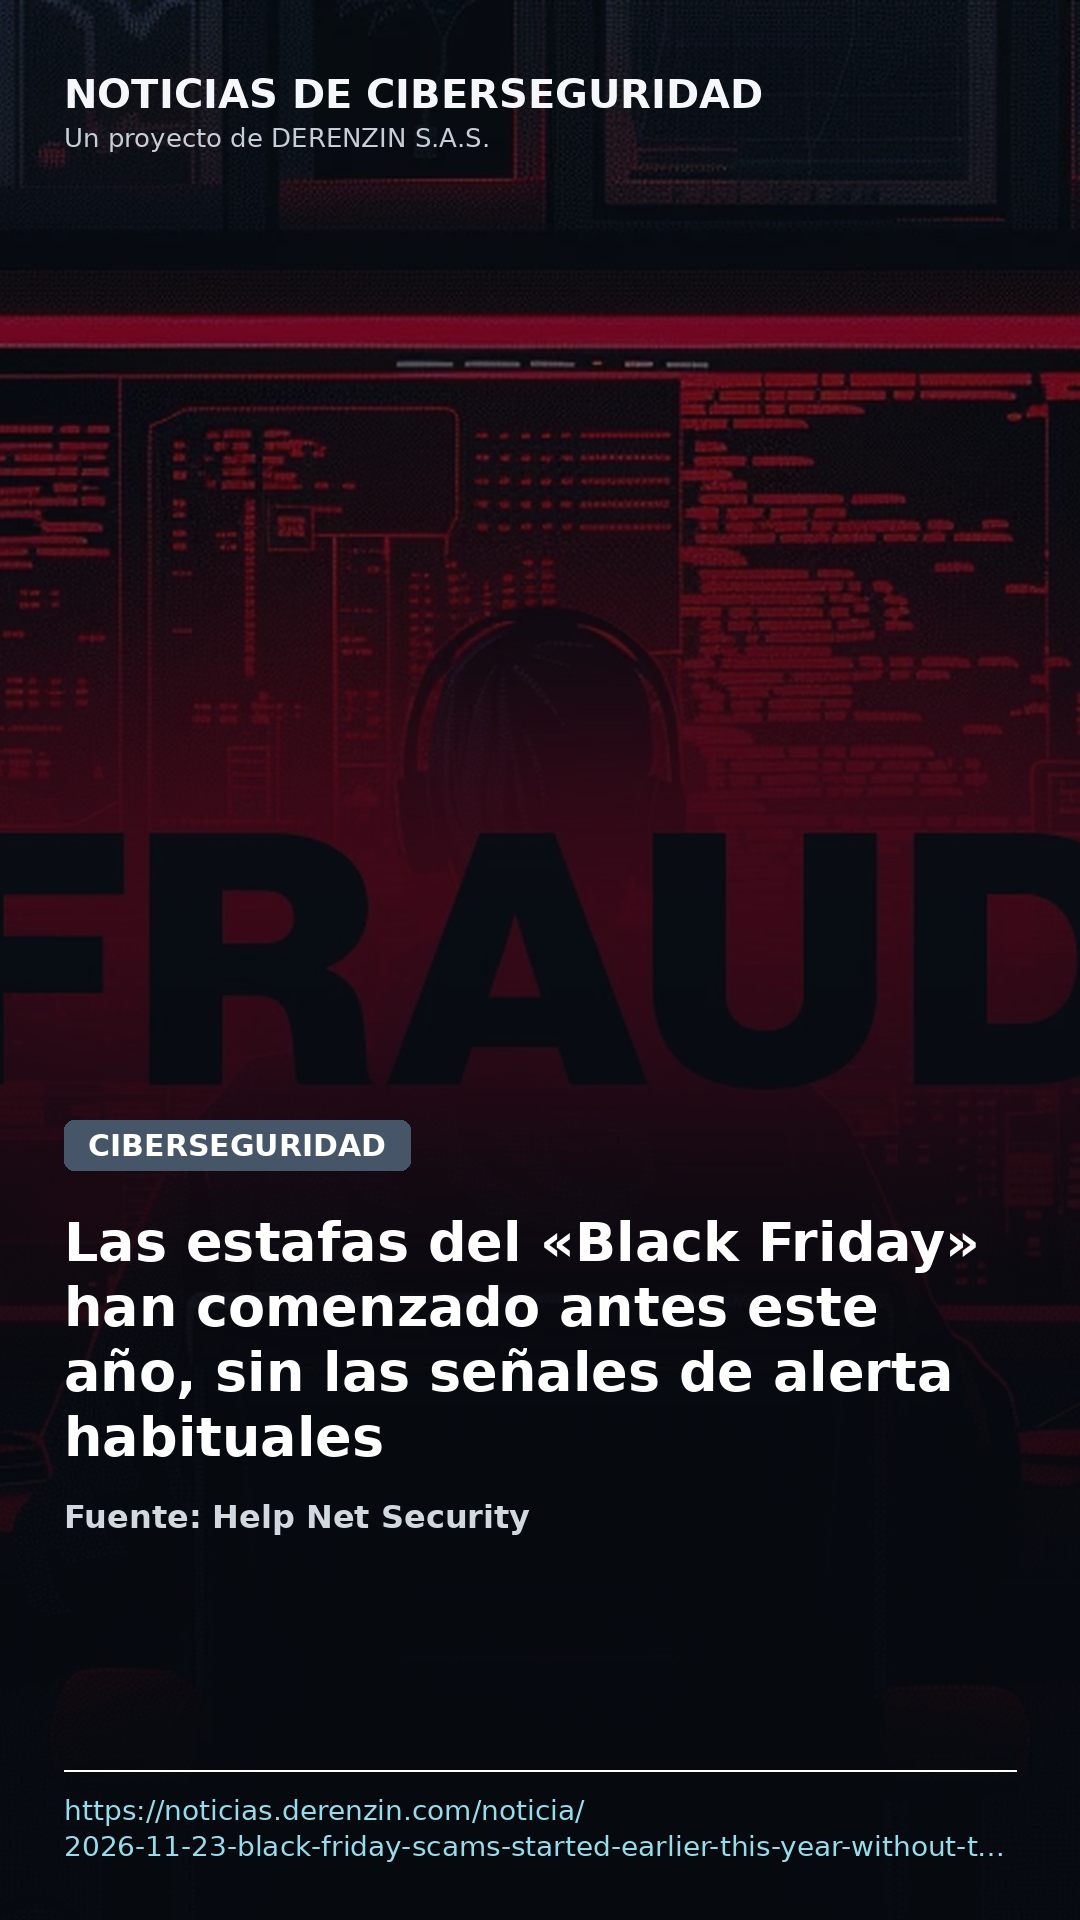 NOTICIAS DE CIBERSEGURIDAD
Un proyecto de DERENZIN S.A.S.
FRAUD
CIBERSEGURIDAD
Las estafas del «Black Friday»
han comenzado antes este
año, sin las señales de alerta
habituales
Fuente: Help Net Security
https://noticias.derenzin.com/noticia/
2026-11-23-black-friday-scams-started-earlier-this-year-without-t...